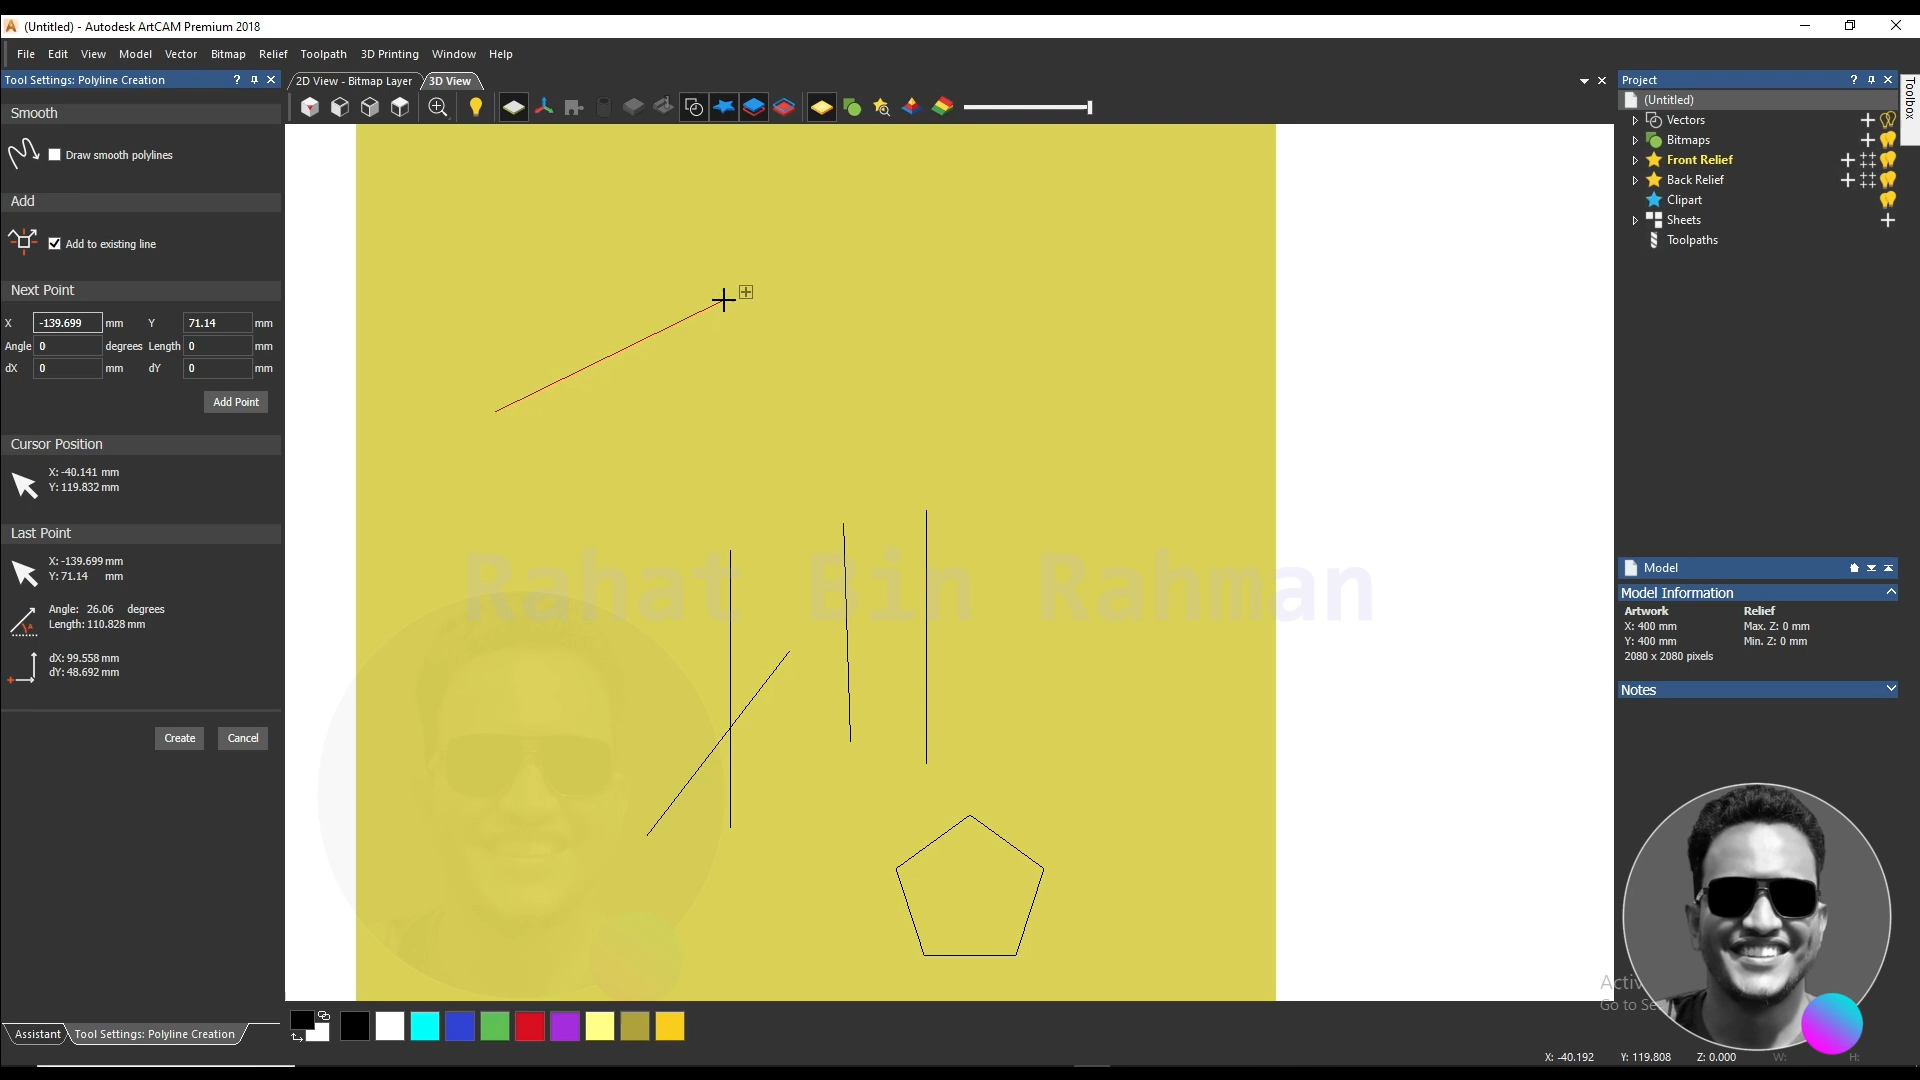 (Untitled) - Autodesk ArtCAM Premium 2018
File Edit View Model Vector Bitmap Relief Toolpath 3D Printing Window Help
Tool Settings: Polyline Creation ?
2D View - Bitmap Layer 3D View
Smooth
Draw smooth polylines
Add
Add to existing line
Next Point
X -139.699 mm Y 71.14 mm
Angle 0 degrees Length 0 mm
dX 0 mm dY 0 mm
Add Point
Cursor Position
X: -40.141 mm
Y: 119.832 mm
Last Point
X: -139.699 mm
Y: 71.14 mm
Angle: 26.06 degrees
Length: 110.828 mm
dX: 99.558 mm
dY: 48.692 mm
Create Cancel
Assistant Tool Settings: Polyline Creation
Rahat Bin Rahman
Project ?
Toolbox
(Untitled)
Vectors
Bitmaps
Front Relief
Back Relief
Clipart
Sheets
Toolpaths
Model
Model Information
Artwork Relief
X: 400 mm Max. Z: 0 mm
Y: 400 mm Min. Z: 0 mm
2080 x 2080 pixels
Notes
Go to Se
X: -40.192 Y: 119.808 Z: 0.000 W: H: